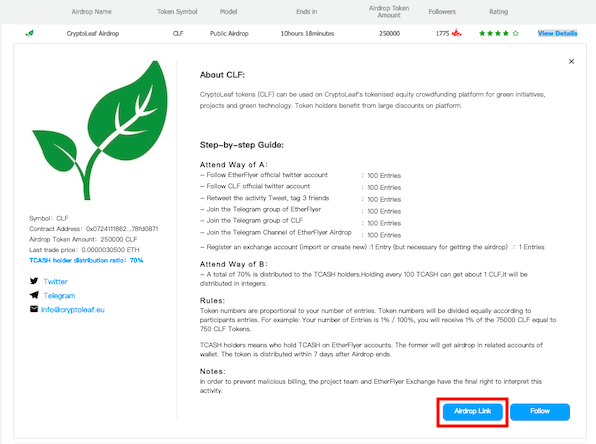 Airdrop Name Token Symbol Model Ends in Airdrop Token Amount Followers Rating
CryptoLeaf Airdrop CLF Public Airdrop 10hours 18minutes 250000 1775 View Details
About CLF:
CryptoLeaf tokens (CLF) can be used on CryptoLeaf's tokenised equity crowdfunding platform for green initiatives,
projects and green technology. Token holders benefit from large discounts on platform.
Step-by-step Guide:
Attend Way of A:
- Follow EtherFlyer official twitter account : 100 Entries
- Follow CLF official twitter account : 100 Entries
- Retweet the activity Tweet, tag 3 friends : 100 Entries
- Join the Telegram group of EtherFlyer : 100 Entries
- Join the Telegram group of CLF : 100 Entries
- Join the Telegram Channel of EtherFlyer Airdrop : 100 Entries
- Register an exchange account (import or create new) :1 Entry (but necessary for getting the airdrop) : 1 Entries
Attend Way of B:
- A total of 70% is distributed to the TCASH holders.Holding every 100 TCASH can get about 1 CLF,It will be
distributed in integers.
Rules:
Token numbers are proportional to your number of entries. Token numbers will be divided equally according to
participants entries. For example: Your number of Entries is 1% / 100%, you will receive 1% of the 75000 CLF equal to
750 CLF Tokens.
TCASH holders means who hold TCASH on EtherFlyer accounts. The former will get airdrop in related accounts of
wallet. The token is distributed within 7 days after Airdrop ends.
Notes:
In order to prevent malicious billing, the project team and EtherFlyer Exchange have the final right to interpret this
activity.
Symbol: CLF
Contract Address: 0x0724111862...78fd0871
Airdrop Token Amount: 250000 CLF
Last trade price: 0.0000030500 ETH
TCASH holder distribution ratio: 70%
Twitter
Telegram
info@cryptoleaf.eu
Airdrop Link
Follow